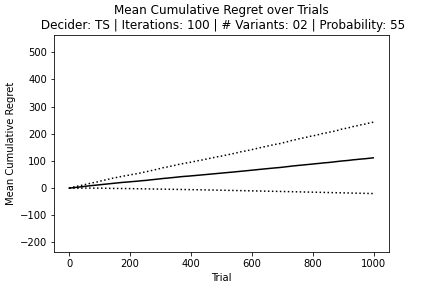 Mean Cumulative Regret over Trials
Decider: TS | Iterations: 100 | # Variants: 02 | Probability: 55
500
400
300
200
100
0
−100
−200
Mean Cumulative Regret
0 200 400 600 800 1000
Trial